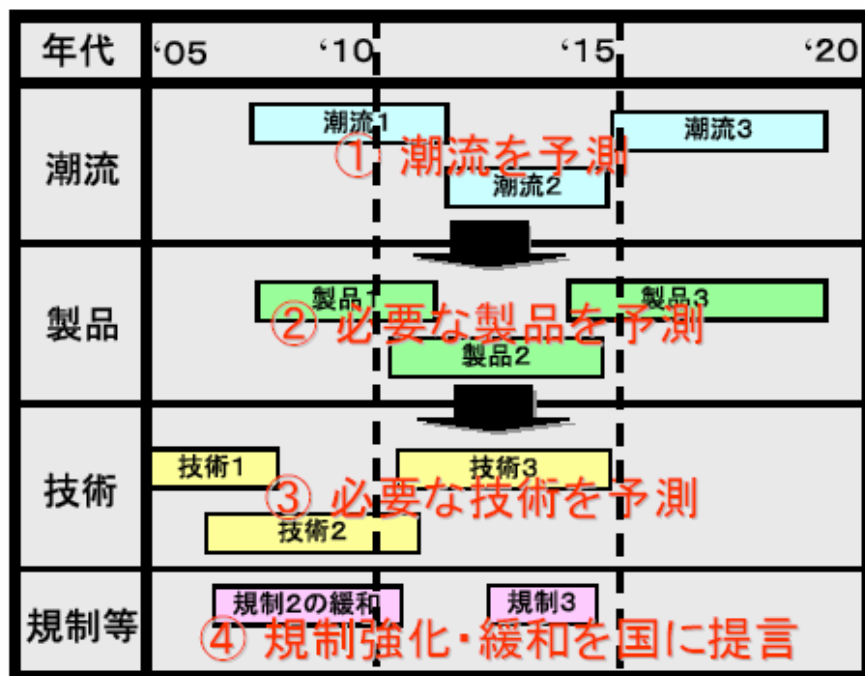 年代 ‘05 ‘10 ‘15 ‘20
潮流
潮流1
潮流3
① 潮流を予測
潮流2
製品
製品1
製品3
② 必要な製品を予測
製品2
技術
技術1
技術3
③ 必要な技術を予測
技術2
規制等
規制2の緩和
規制3
④ 規制強化・緩和を国に提言